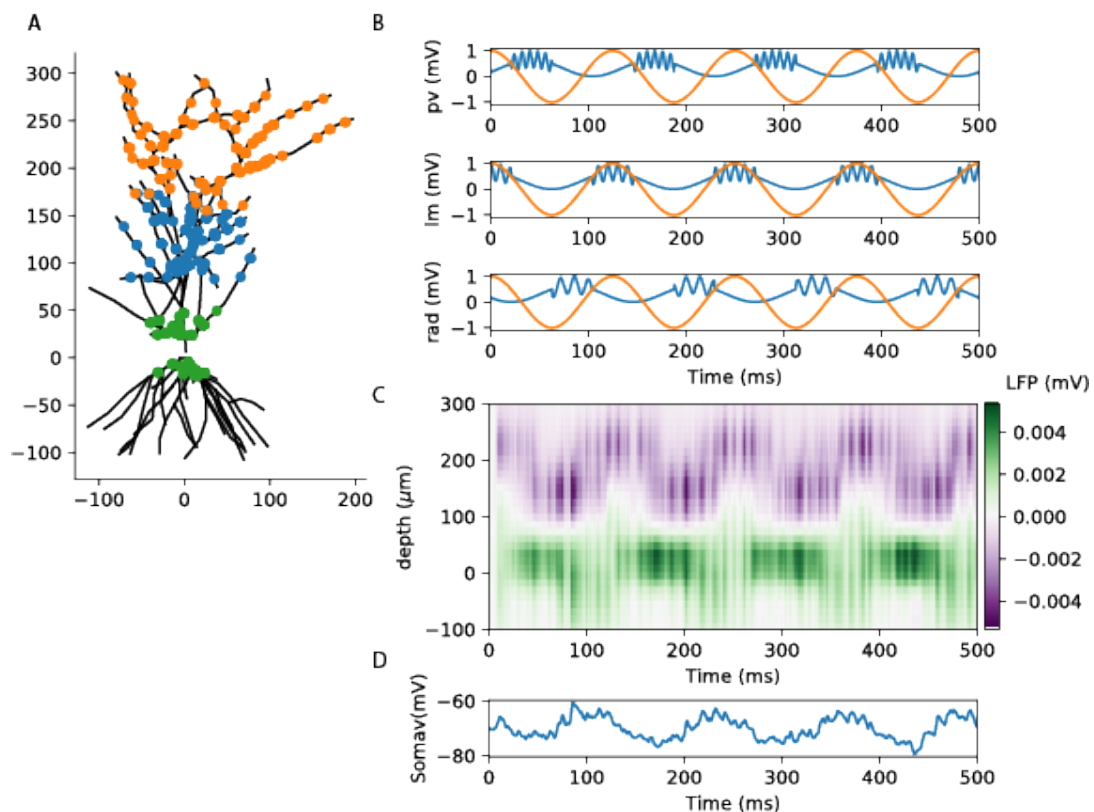 A
300
250
200
150
100
50
0
−50
−100
−100 0 100 200
B
pv (mV)
1
0
−1
0 100 200 300 400 500
lm (mV)
1
0
−1
0 100 200 300 400 500
rad (mV)
1
0
−1
0 100 200 300 400 500
Time (ms)
C
LFP (mV)
depth (μm)
300
200
100
0
−100
0.004
0.002
0.000
−0.002
−0.004
0 100 200 300 400 500
Time (ms)
D
Somav(mV)
−60
−80
0 100 200 300 400 500
Time (ms)